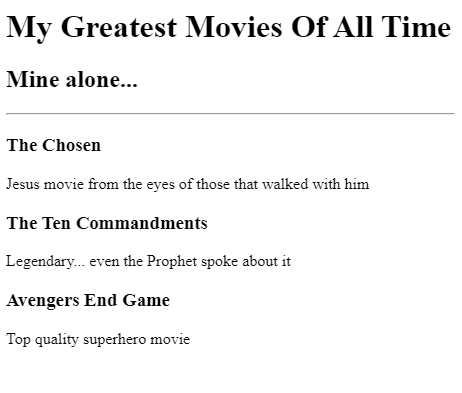 My Greatest Movies Of All Time
Mine alone...
The Chosen
Jesus movie from the eyes of those that walked with him
The Ten Commandments
Legendary... even the Prophet spoke about it
Avengers End Game
Top quality superhero movie